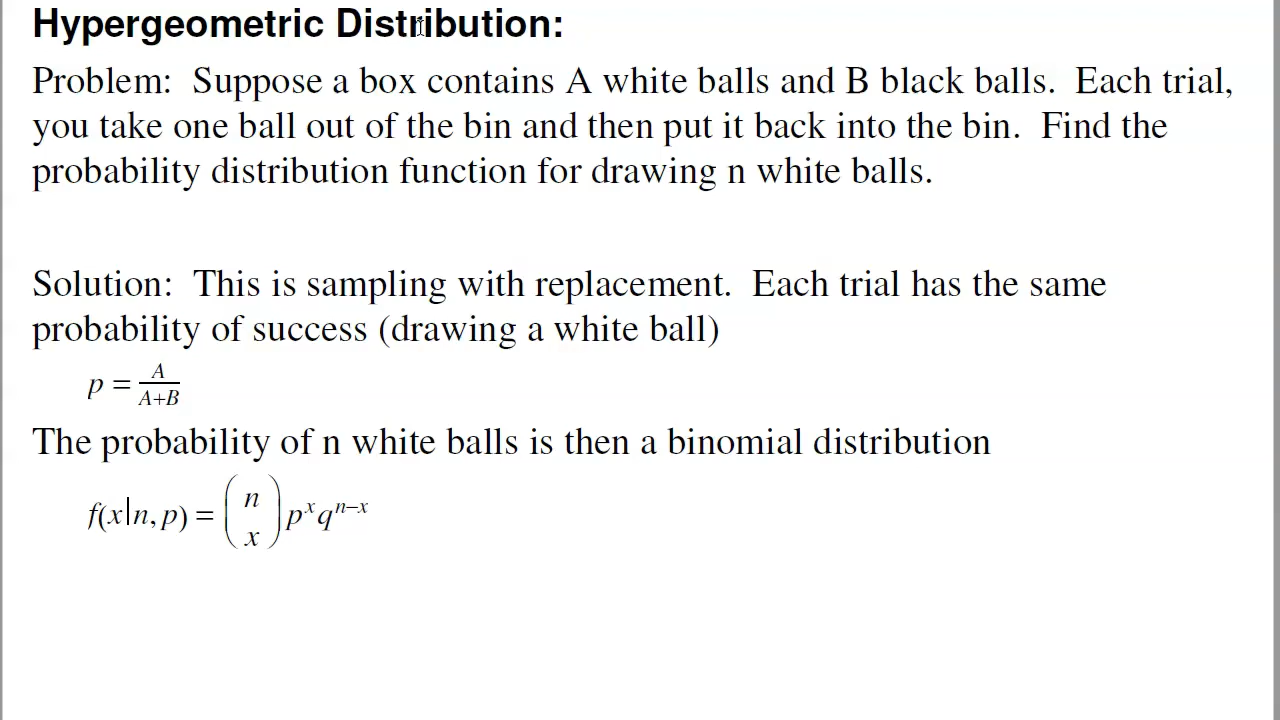 Hypergeometric Distribution:
Problem: Suppose a box contains A white balls and B black balls. Each trial,
you take one ball out of the bin and then put it back into the bin. Find the
probability distribution function for drawing n white balls.
Solution: This is sampling with replacement. Each trial has the same
probability of success (drawing a white ball)
p = A/(A+B)
The probability of n white balls is then a binomial distribution
f(x|n, p) = (n x) p^x q^(n−x)